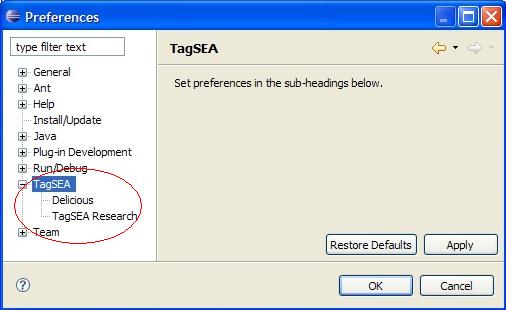 Preferences
type filter text
General
Ant
Help
Install/Update
Java
Plug-in Development
Run/Debug
TagSEA
Delicious
TagSEA Research
Team
TagSEA
Set preferences in the sub-headings below.
Restore Defaults
Apply
?
OK
Cancel